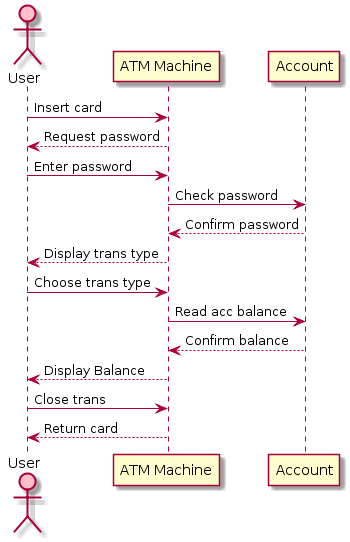 User
ATM Machine
Account
Insert card
Request password
Enter password
Check password
Confirm password
Display trans type
Choose trans type
Read acc balance
Confirm balance
Display Balance
Close trans
Return card
User
ATM Machine
Account